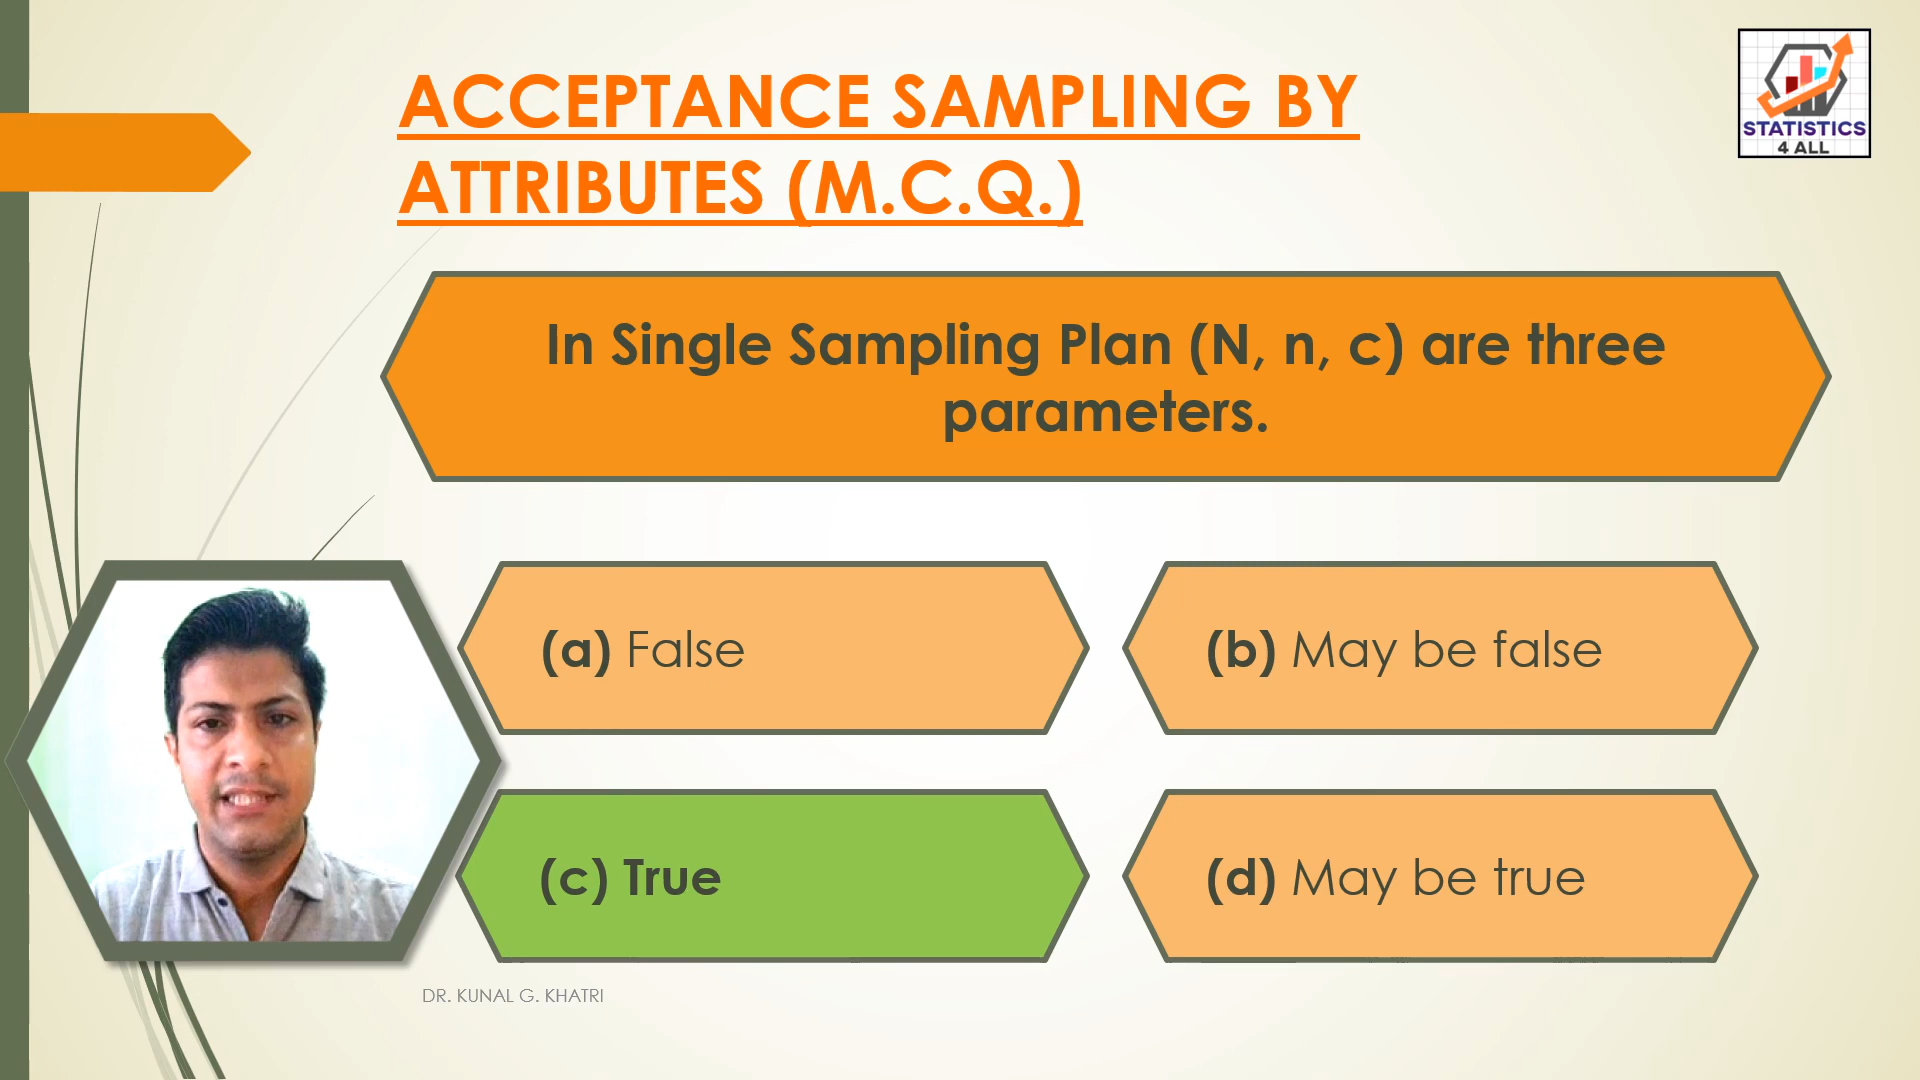 ACCEPTANCE SAMPLING BY
ATTRIBUTES (M.C.Q.)
STATISTICS
4 ALL
In Single Sampling Plan (N, n, c) are three
parameters.
(a) False
(b) May be false
(c) True
(d) May be true
DR. KUNAL G. KHATRI